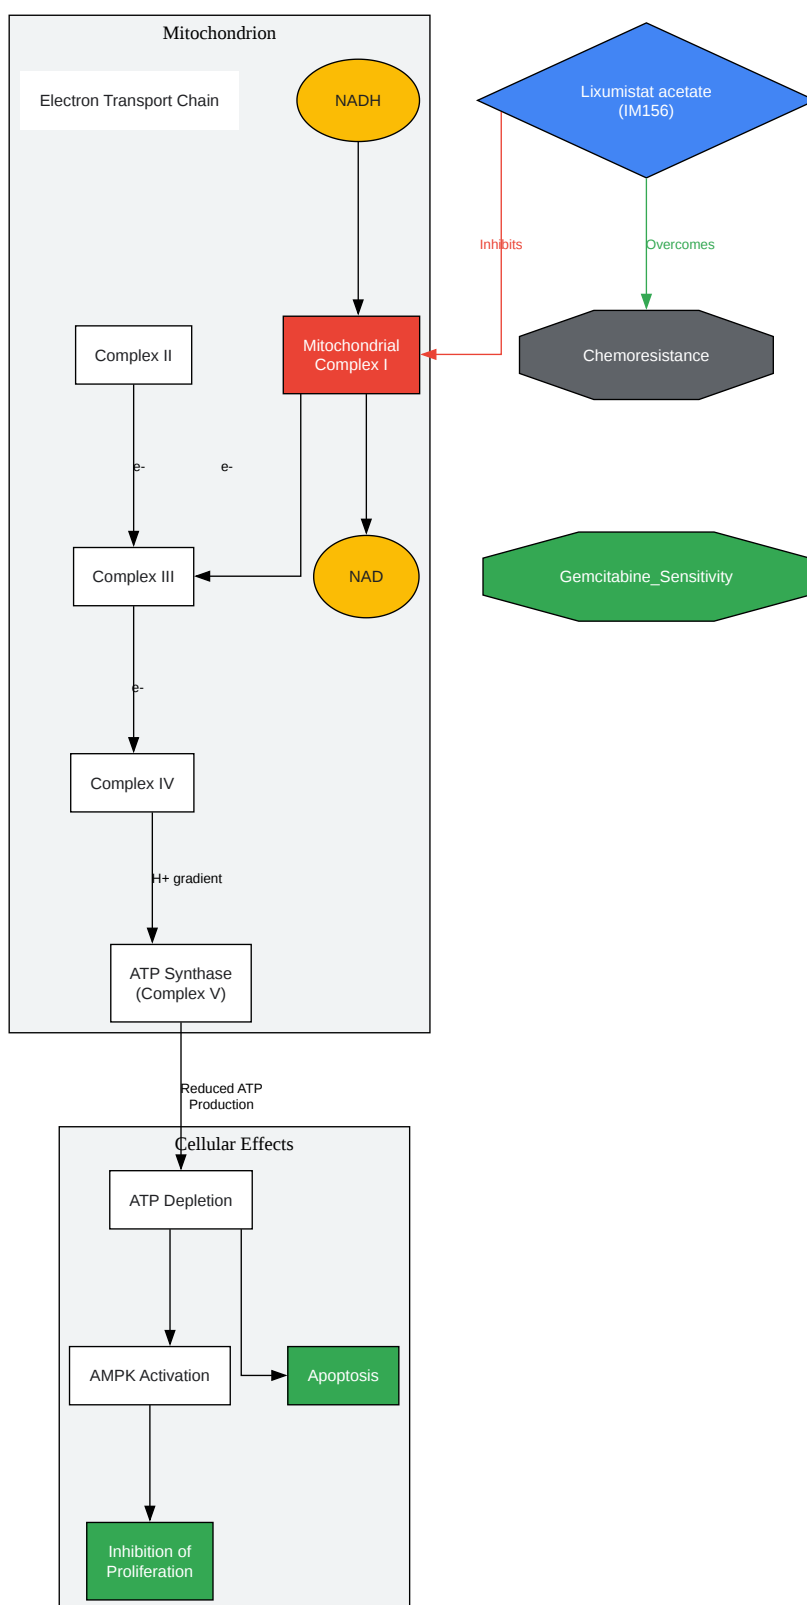 Mitochondrion
Electron Transport Chain
NADH
Lixumistat acetate
(IM156)
Inhibits
Overcomes
Complex II
Mitochondrial
Complex I
Chemoresistance
e-
e-
Complex III
NAD
Gemcitabine_Sensitivity
e-
Complex IV
H+ gradient
ATP Synthase
(Complex V)
Reduced ATP
Production
Cellular Effects
ATP Depletion
AMPK Activation
Apoptosis
Inhibition of
Proliferation